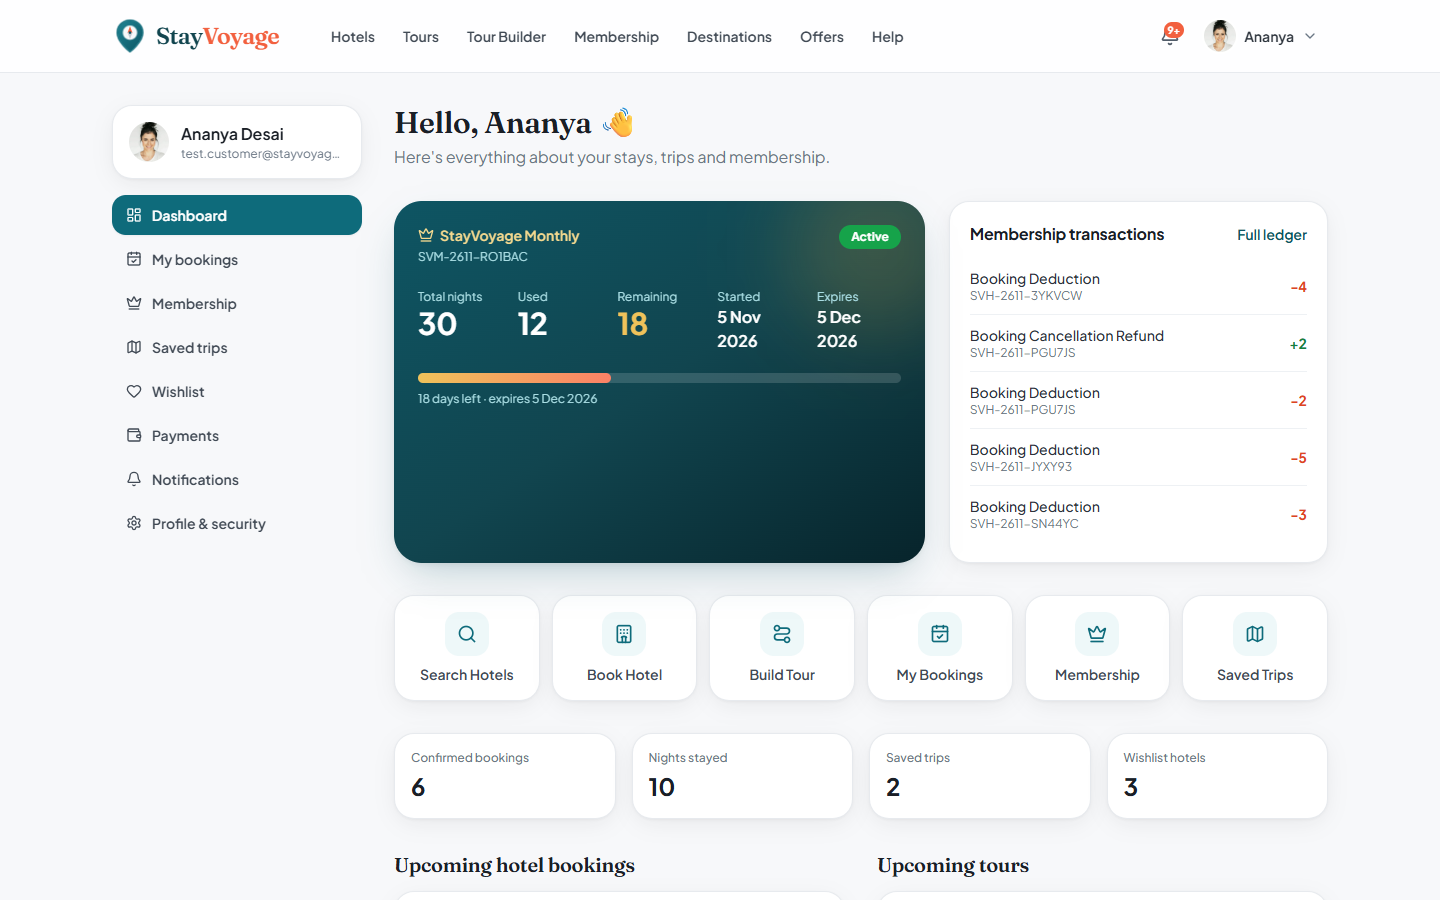 StayVoyage
Hotels
Tours
Tour Builder
Membership
Destinations
Offers
Help
9+
Ananya
Ananya Desai
test.customer@stayvoyag...
Dashboard
My bookings
Membership
Saved trips
Wishlist
Payments
Notifications
Profile & security
Hello, Ananya 👋
Here's everything about your stays, trips and membership.
StayVoyage Monthly
Active
SVM-2611-RO1BAC
Total nights
30
Used
12
Remaining
18
Started
5 Nov
2026
Expires
5 Dec
2026
18 days left · expires 5 Dec 2026
Membership transactions
Full ledger
Booking Deduction
SVH-2611-3YKVCW
-4
Booking Cancellation Refund
SVH-2611-PGU7JS
+2
Booking Deduction
SVH-2611-PGU7JS
-2
Booking Deduction
SVH-2611-JYXY93
-5
Booking Deduction
SVH-2611-SN44YC
-3
Search Hotels
Book Hotel
Build Tour
My Bookings
Membership
Saved Trips
Confirmed bookings
6
Nights stayed
10
Saved trips
2
Wishlist hotels
3
Upcoming hotel bookings
Upcoming tours